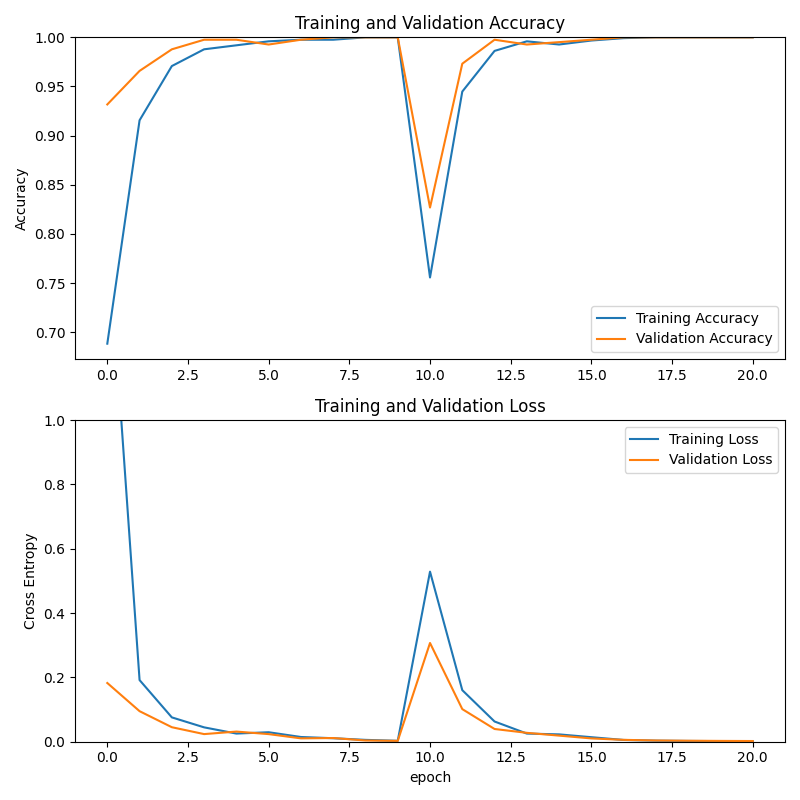 Training and Validation Accuracy
1.00
0.95
0.90
0.85
0.80
0.75
0.70
Accuracy
Training Accuracy
Validation Accuracy
0.0 2.5 5.0 7.5 10.0 12.5 15.0 17.5 20.0
Training and Validation Loss
1.0
0.8
0.6
0.4
0.2
0.0
Cross Entropy
Training Loss
Validation Loss
0.0 2.5 5.0 7.5 10.0 12.5 15.0 17.5 20.0
epoch